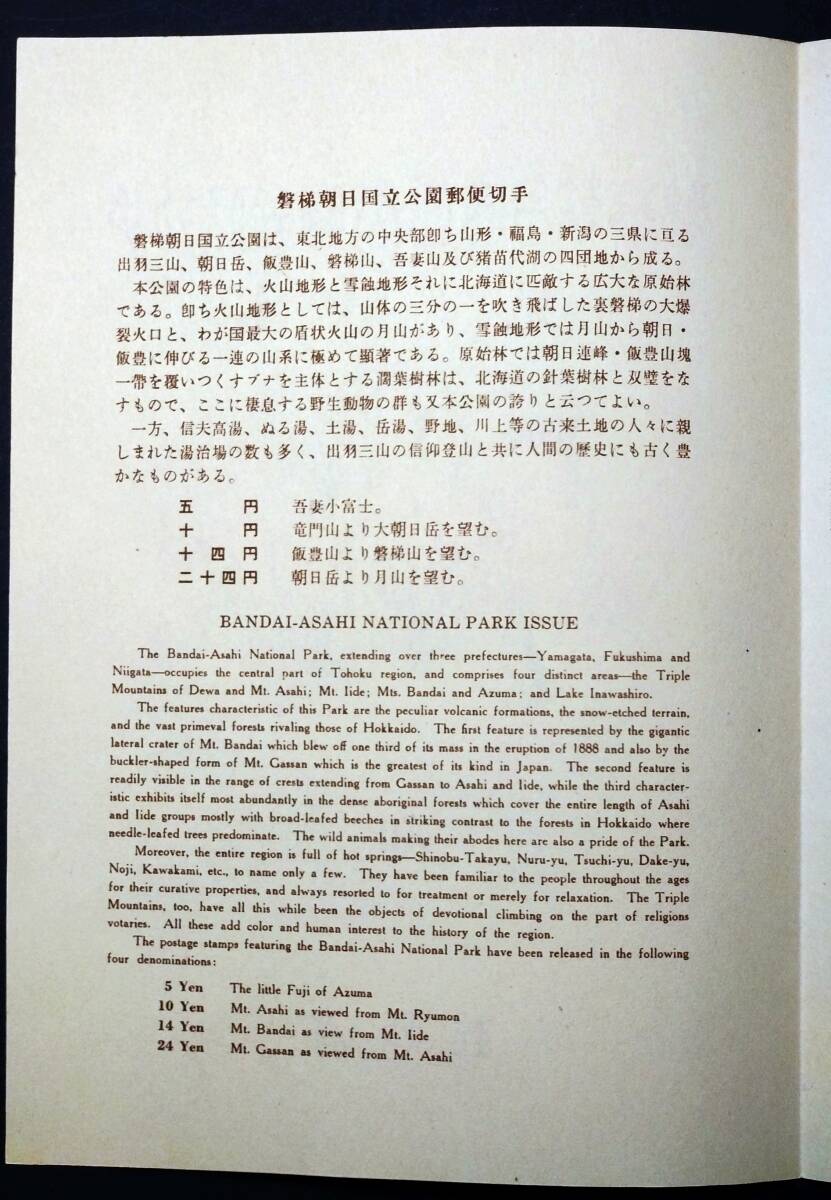 磐梯朝日国立公園郵便切手
磐梯朝日国立公園は、東北地方の中央部卽ち山形・福島・新潟の三県に亘る
出羽三山、朝日岳、飯豊山、磐梯山、吾妻山及び猪苗代湖の四団地から成る。
本公園の特色は、火山地形と雪蝕地形それに北海道に匹敵する広大な原始林
である。卽ち火山地形としては、山体の三分の一を吹き飛ばした裏磐梯の大爆
裂火口と、わが国最大の盾状火山の月山があり、雪蝕地形では月山から朝日・
飯豊に伸びる一連の山系に極めて顕著である。原始林では朝日連峰・飯豊山塊
一帶を覆いつくすブナを主体とする濶葉樹林は、北海道の針葉樹林と双璧をな
すもので、ここに棲息する野生動物の群も又本公園の誇りと云つてよい。
一方、信夫高湯、ぬる湯、土湯、岳湯、野地、川上等の古来土地の人々に親
しまれた湯治場の数も多く、出羽三山の信仰登山と共に人間の歴史にも古く豊
かなものがある。
五円 吾妻小富士。
十円 竜門山より大朝日岳を望む。
十四円 飯豊山より磐梯山を望む。
二十四円 朝日岳より月山を望む。
BANDAI-ASAHI NATIONAL PARK ISSUE
The Bandai-Asahi National Park, extending over three prefectures—Yamagata, Fukushima and
Niigata—occupies the central part of Tohoku region, and comprises four distinct areas—the Triple
Mountains of Dewa and Mt. Asahi; Mt. Iide; Mts. Bandai and Azuma; and Lake Inawashiro.
The features characteristic of this Park are the peculiar volcanic formations, the snow-etched terrain,
and the vast primeval forests rivaling those of Hokkaido. The first feature is represented by the gigantic
lateral crater of Mt. Bandai which blew off one third of its mass in the eruption of 1888 and also by the
buckler-shaped form of Mt. Gassan which is the greatest of its kind in Japan. The second feature is
readily visible in the range of crests extending from Gassan to Asahi and Iide, while the third character-
istic exhibits itself most abundantly in the dense aboriginal forests which cover the entire length of Asahi
and Iide groups mostly with broad-leafed beeches in striking contrast to the forests in Hokkaido where
needle-leafed trees predominate. The wild animals making their abodes here are also a pride of the Park.
Moreover, the entire region is full of hot springs—Shinobu-Takayu, Nuru-yu, Tsuchi-yu, Dake-yu,
Noji, Kawakami, etc., to name only a few. They have been familiar to the people throughout the ages
for their curative properties, and always resorted to for treatment or merely for relaxation. The Triple
Mountains, too, have all this while been the objects of devotional climbing on the part of religions
votaries. All these add color and human interest to the history of the region.
The postage stamps featuring the Bandai-Asahi National Park have been released in the following
four denominations:
5 Yen The little Fuji of Azuma
10 Yen Mt. Asahi as viewed from Mt. Ryumon
14 Yen Mt. Bandai as view from Mt. Iide
24 Yen Mt. Gassan as viewed from Mt. Asahi